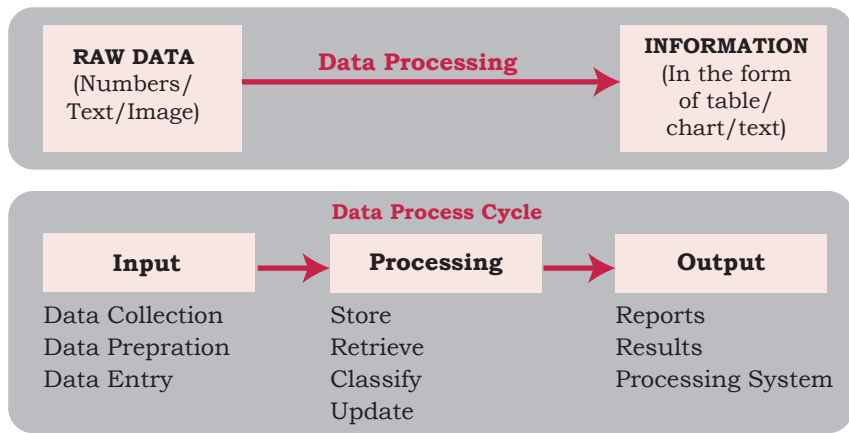 RAW DATA
(Numbers/
Text/Image)
Data Processing
INFORMATION
(In the form
of table/
chart/text)
Data Process Cycle
Input
Data Collection
Data Prepration
Data Entry
Processing
Store
Retrieve
Classify
Update
Output
Reports
Results
Processing System